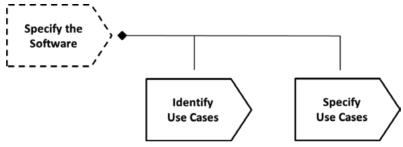 Specify the
Software
Identify
Use Cases
Specify
Use Cases